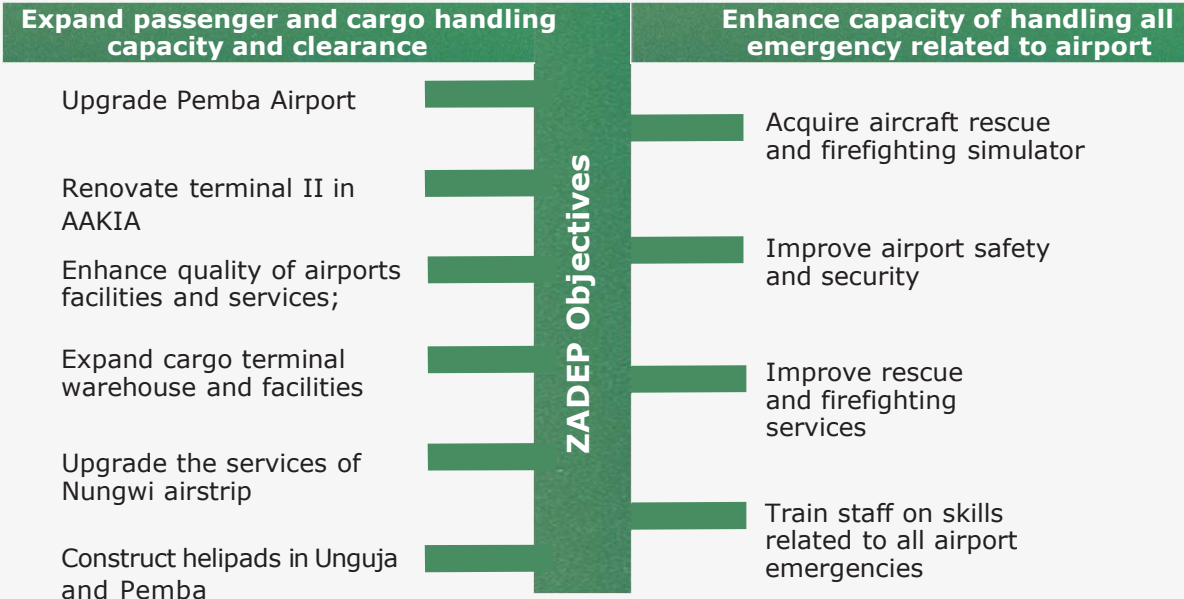 Expand passenger and cargo handling
capacity and clearance
Upgrade Pemba Airport
Renovate terminal II in
AAKIA
Enhance quality of airports
facilities and services;
Expand cargo terminal
warehouse and facilities
Upgrade the services of
Nungwi airstrip
Construct helipads in Unguja
and Pemba
ZADEP Objectives
Enhance capacity of handling all
emergency related to airport
Acquire aircraft rescue
and firefighting simulator
Improve airport safety
and security
Improve rescue
and firefighting
services
Train staff on skills
related to all airport
emergencies